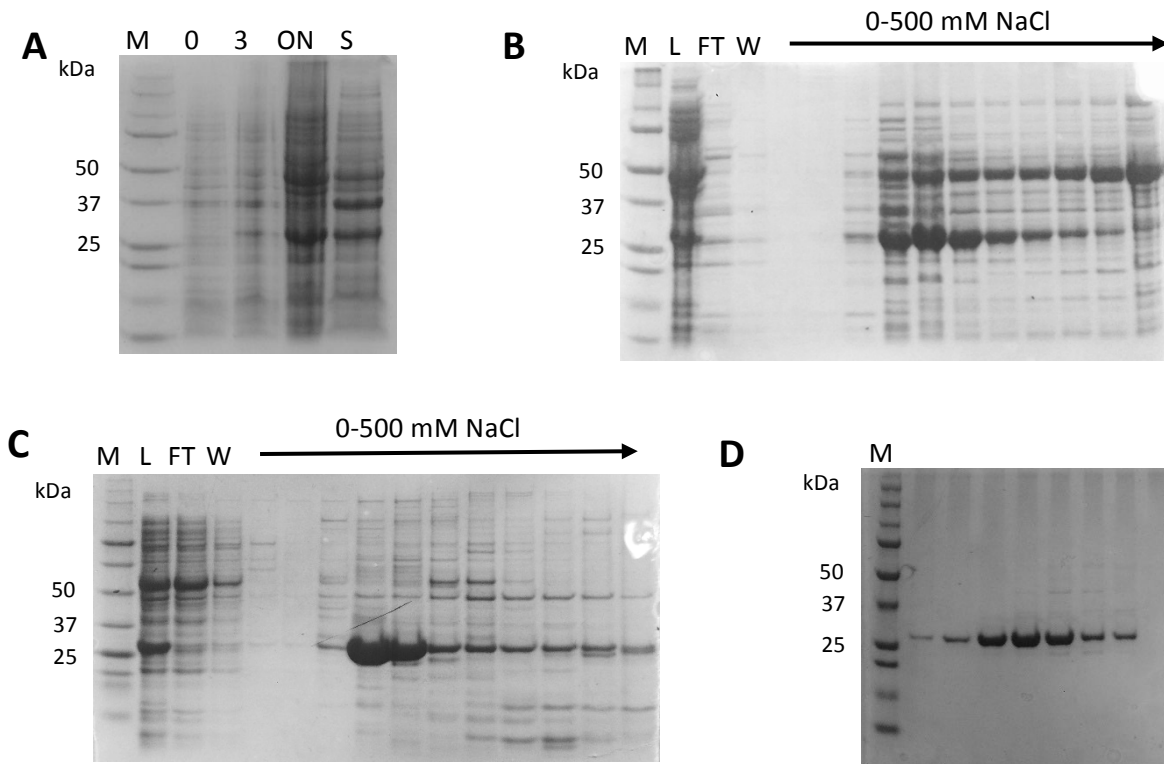 A
M 0 3 ON S
kDa
50
37
25
B
0-500 mM NaCl
M L FT W
kDa
50
37
25
C
0-500 mM NaCl
M L FT W
kDa
50
37
25
D
M
kDa
50
37
25